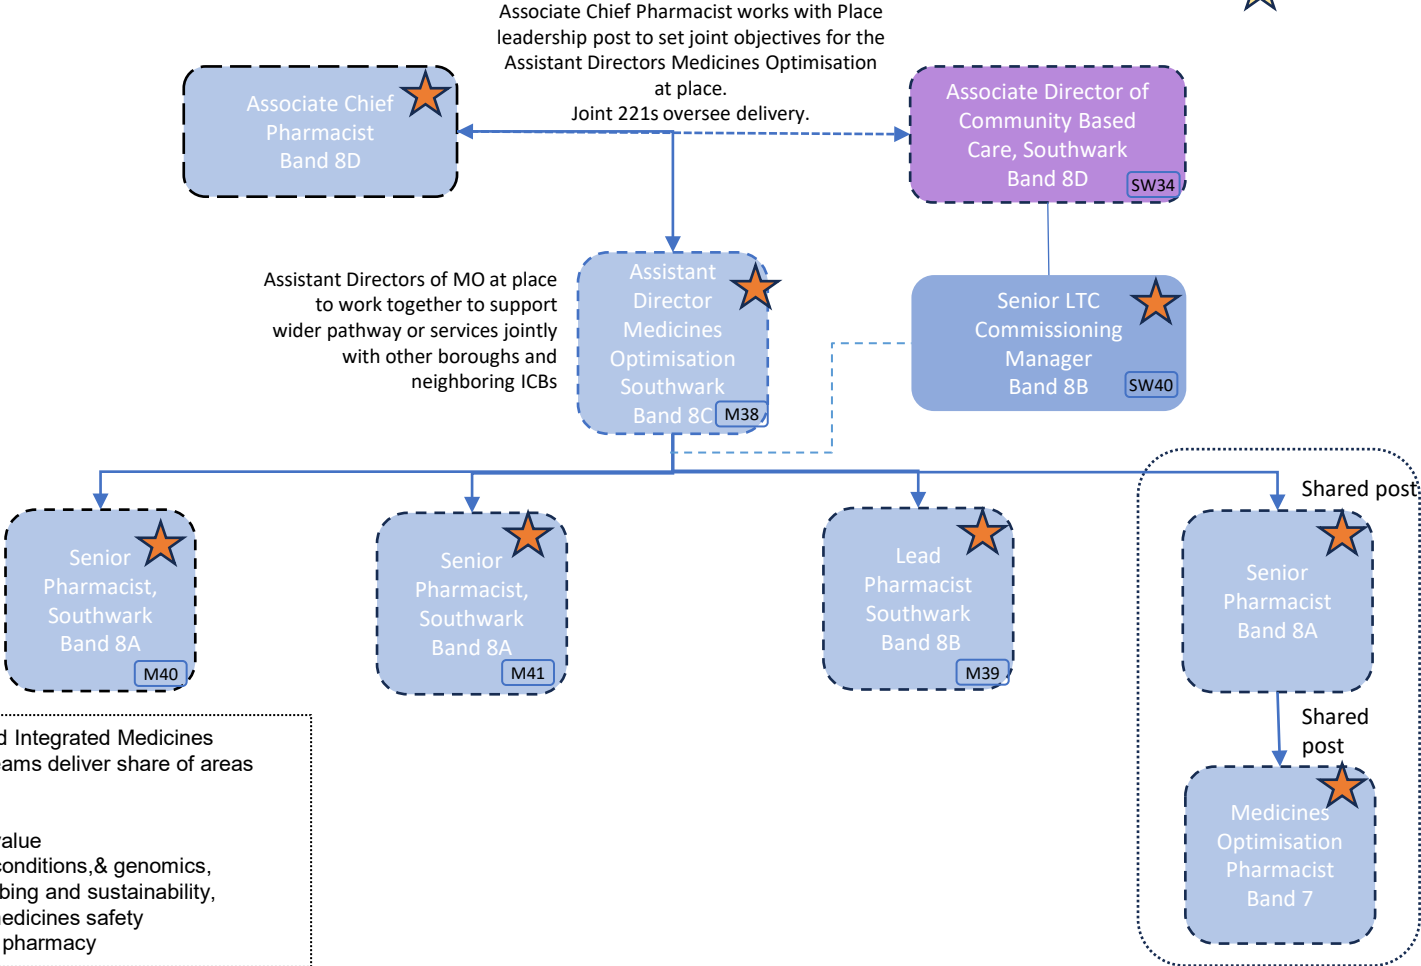 Associate Chief Pharmacist works with Place
leadership post to set joint objectives for the
Assistant Directors Medicines Optimisation
at place.
Joint 221s oversee delivery.
Associate Chief
Pharmacist
Band 8D
Associate Director of
Community Based
Care, Southwark
Band 8D
SW34
Assistant Directors of MO at place
to work together to support
wider pathway or services jointly
with other boroughs and
neighboring ICBs
Assistant
Director
Medicines
Optimisation
Southwark
Band 8C
M38
Senior LTC
Commissioning
Manager
Band 8B
SW40
Senior
Pharmacist,
Southwark
Band 8A
M40
Senior
Pharmacist,
Southwark
Band 8A
M41
Lead
Pharmacist
Southwark
Band 8B
M39
Shared post
Senior
Pharmacist
Band 8A
Shared
post
Medicines
Optimisation
Pharmacist
Band 7
Integrated Medicines
deliver share of areas
conditions,& genomics,
and sustainability,
safety
pharmacy